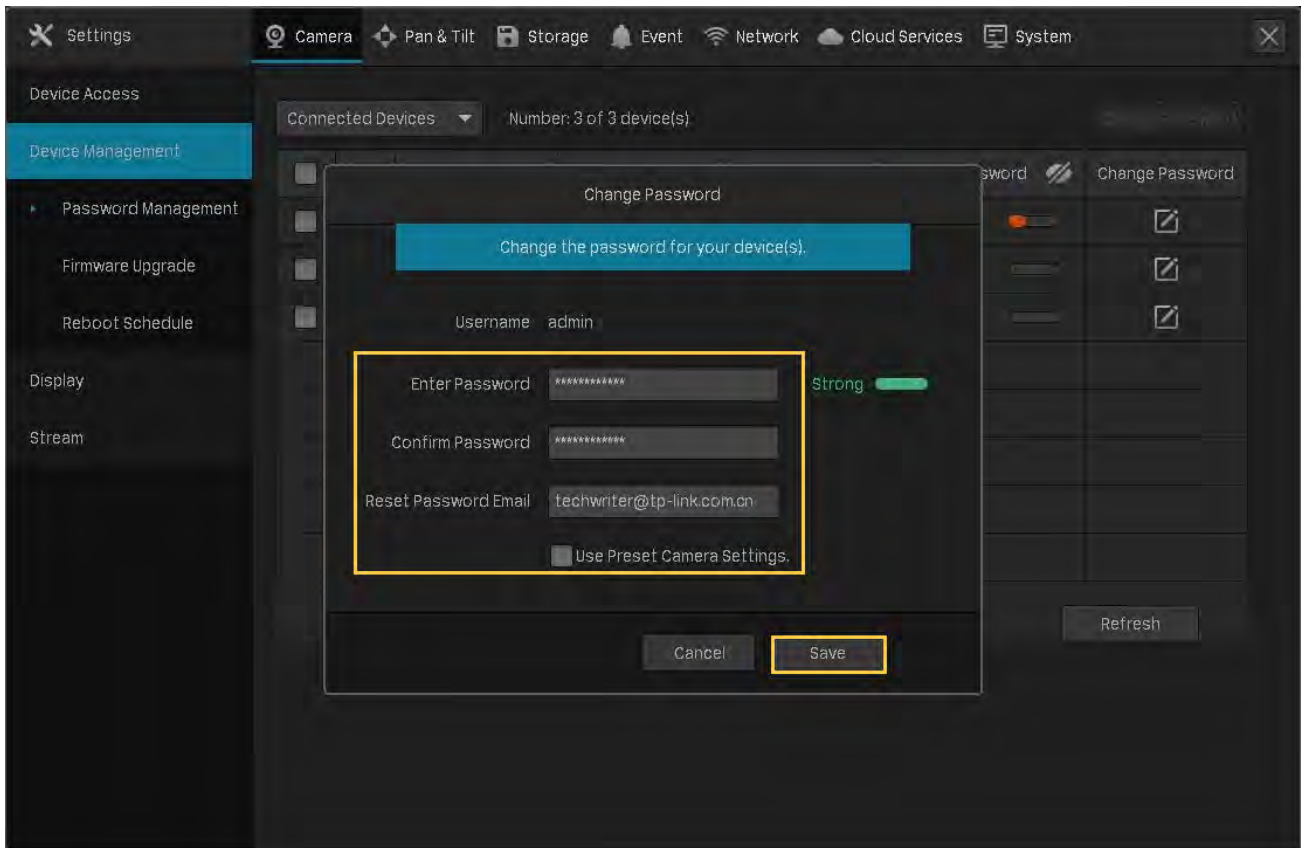 Settings
Camera Pan & Tilt Storage Event Network Cloud Services System
Device Access
Device Management
Password Management
Firmware Upgrade
Reboot Schedule
Display
Stream
Connected Devices Number: 3 of 3 device(s)
sword Change Password
Change Password
Change the password for your device(s).
Username admin
Enter Password ************ Strong
Confirm Password ************
Reset Password Email techwriter@tp-link.com.cn
Use Preset Camera Settings.
Cancel Save
Refresh